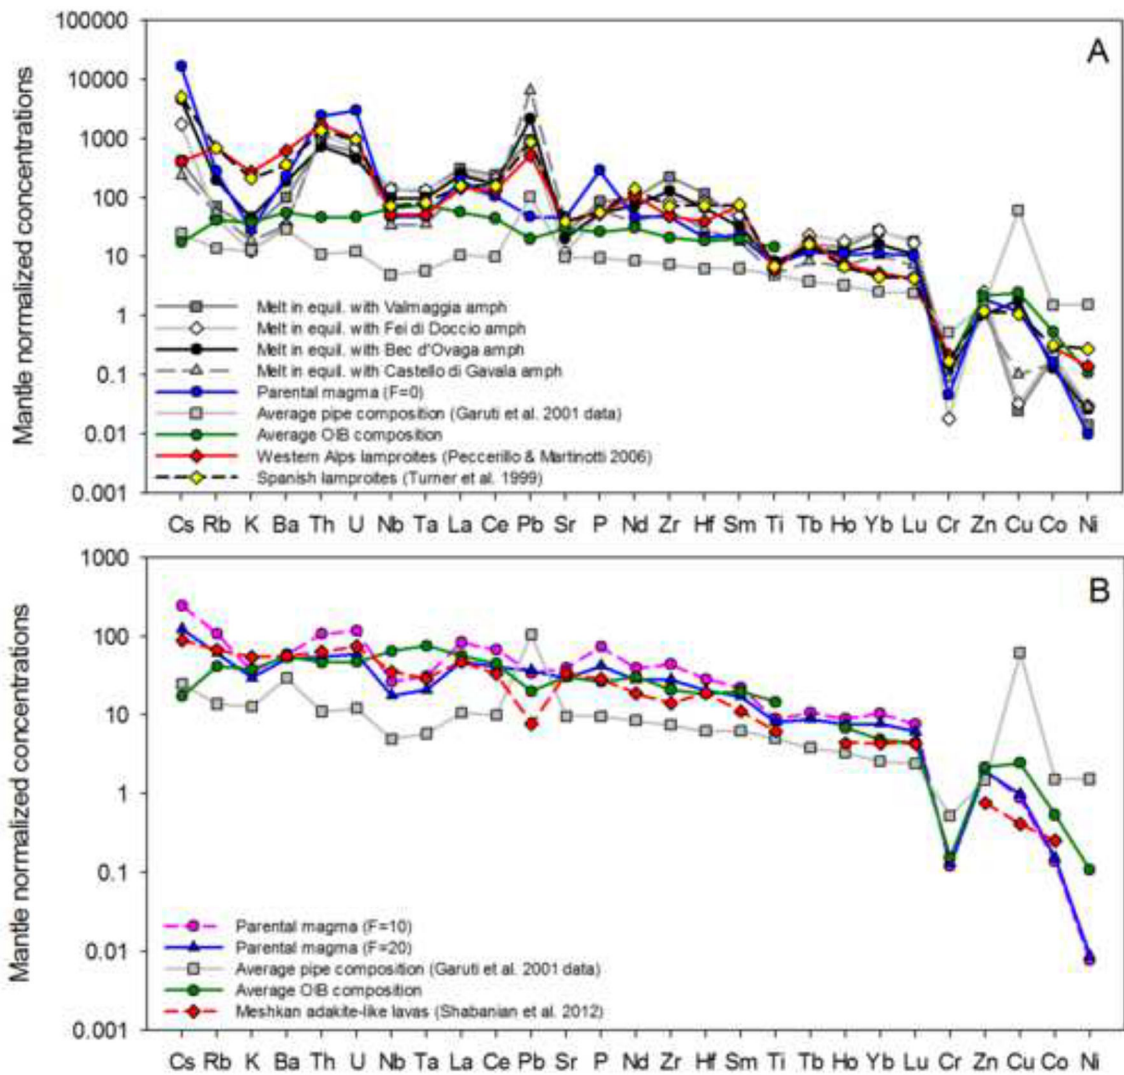 A
Mantle normalized concentrations
100000
10000
1000
100
10
1
0.1
0.01
0.001
Melt in equil. with Valmaggia amph
Melt in equil. with Fei di Doccio amph
Melt in equil. with Bec d'Ovaga amph
Melt in equil. with Castello di Gavala amph
Parental magma (F=0)
Average pipe composition (Garuti et al. 2001 data)
Average OIB composition
Western Alps lamproites (Peccerillo & Martinotti 2006)
Spanish lamproites (Turner et al. 1999)
Cs Rb K Ba Th U Nb Ta La Ce Pb Sr P Nd Zr Hf Sm Ti Tb Ho Yb Lu Cr Zn Cu Co Ni
B
Mantle normalized concentrations
1000
100
10
1
0.1
0.01
0.001
Parental magma (F=10)
Parental magma (F=20)
Average pipe composition (Garuti et al. 2001 data)
Average OIB composition
Meshkan adakite-like lavas (Shabanian et al. 2012)
Cs Rb K Ba Th U Nb Ta La Ce Pb Sr P Nd Zr Hf Sm Ti Tb Ho Yb Lu Cr Zn Cu Co Ni